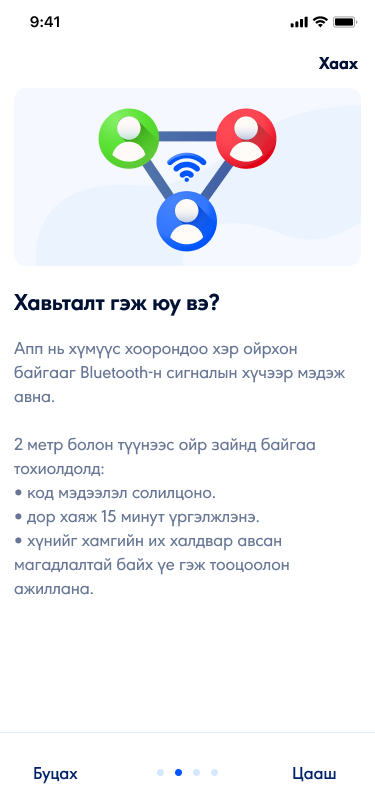 9:41
Хаах
Хавьталт гэж юу вэ?
Апп нь хүмүүс хоорондоо хэр ойрхон
байгааг Bluetooth-н сигналын хүчээр мэдэж
авна.
2 метр болон түүнээс ойр зайнд байгаа
тохиолдолд:
• код мэдээлэл солилцоно.
• дор хаяж 15 минут үргэлжлэнэ.
• хүнийг хамгийн их халдвар авсан
магадлалтай байх үе гэж тооцоолон
ажиллана.
Буцах
Цааш